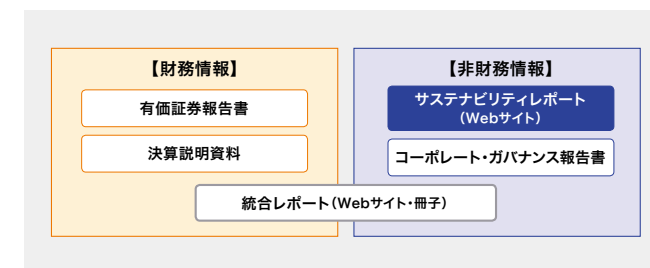 【財務情報】
有価証券報告書
決算説明資料
【非財務情報】
サステナビリティレポート
（Webサイト）
コーポレート・ガバナンス報告書
統合レポート（Webサイト・冊子）